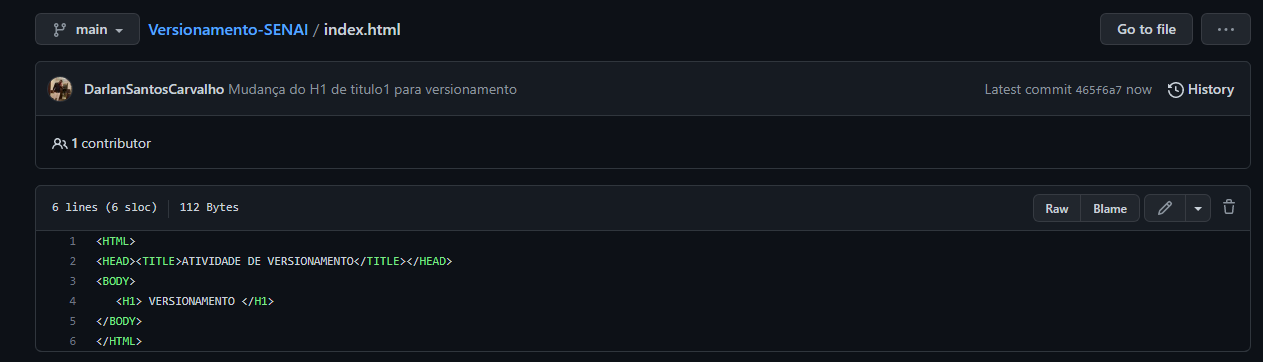 main Versionamento-SENAI / index.html Go to file ...
DarlanSantosCarvalho Mudança do H1 de titulo1 para versionamento Latest commit 465f6a7 now History
1 contributor
6 lines (6 sloc) 112 Bytes Raw Blame
1 <HTML>
2 <HEAD><TITLE>ATIVIDADE DE VERSIONAMENTO</TITLE></HEAD>
3 <BODY>
4 <H1> VERSIONAMENTO </H1>
5 </BODY>
6 </HTML>